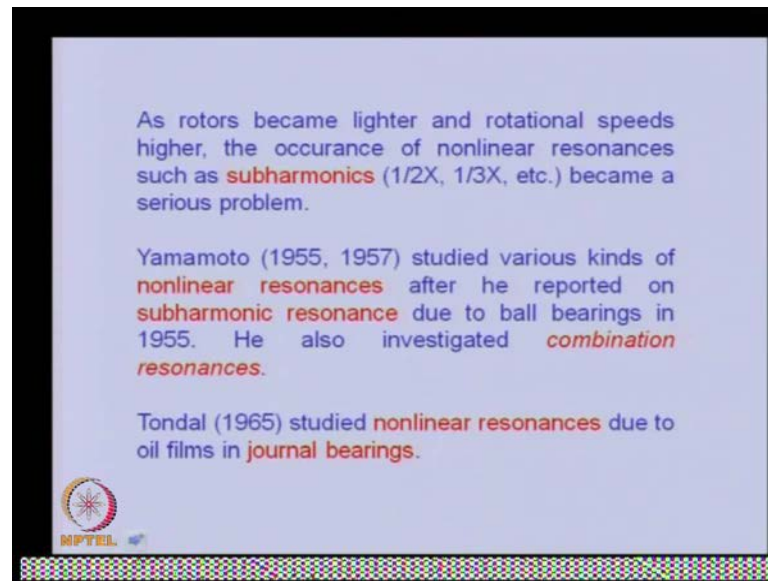 As rotors became lighter and rotational speeds
higher, the occurance of nonlinear resonances
such as subharmonics (1/2X, 1/3X, etc.) became a
serious problem.
Yamamoto (1955, 1957) studied various kinds of
nonlinear resonances after he reported on
subharmonic resonance due to ball bearings in
1955. He also investigated combination
resonances.
Tondal (1965) studied nonlinear resonances due to
oil films in journal bearings.
NPTEL